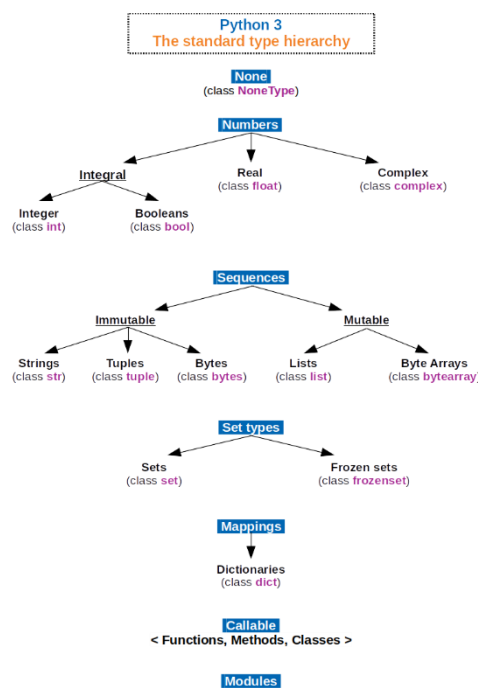 Python 3
The standard type hierarchy
None
(class NoneType)
Numbers
Integral
Real
(class float)
Complex
(class complex)
Integer
(class int)
Booleans
(class bool)
Sequences
Immutable
Mutable
Strings
(class str)
Tuples
(class tuple)
Bytes
(class bytes)
Lists
(class list)
Byte Arrays
(class bytearray)
Set types
Sets
(class set)
Frozen sets
(class frozenset)
Mappings
Dictionaries
(class dict)
Callable
< Functions, Methods, Classes >
Modules